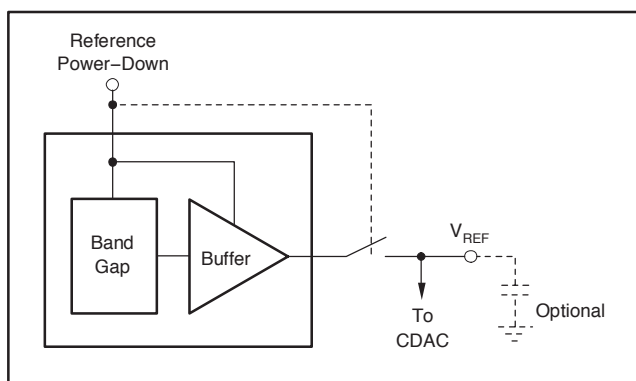 Reference
Power–Down
Band
Gap
Buffer
V_REF
To
CDAC
Optional